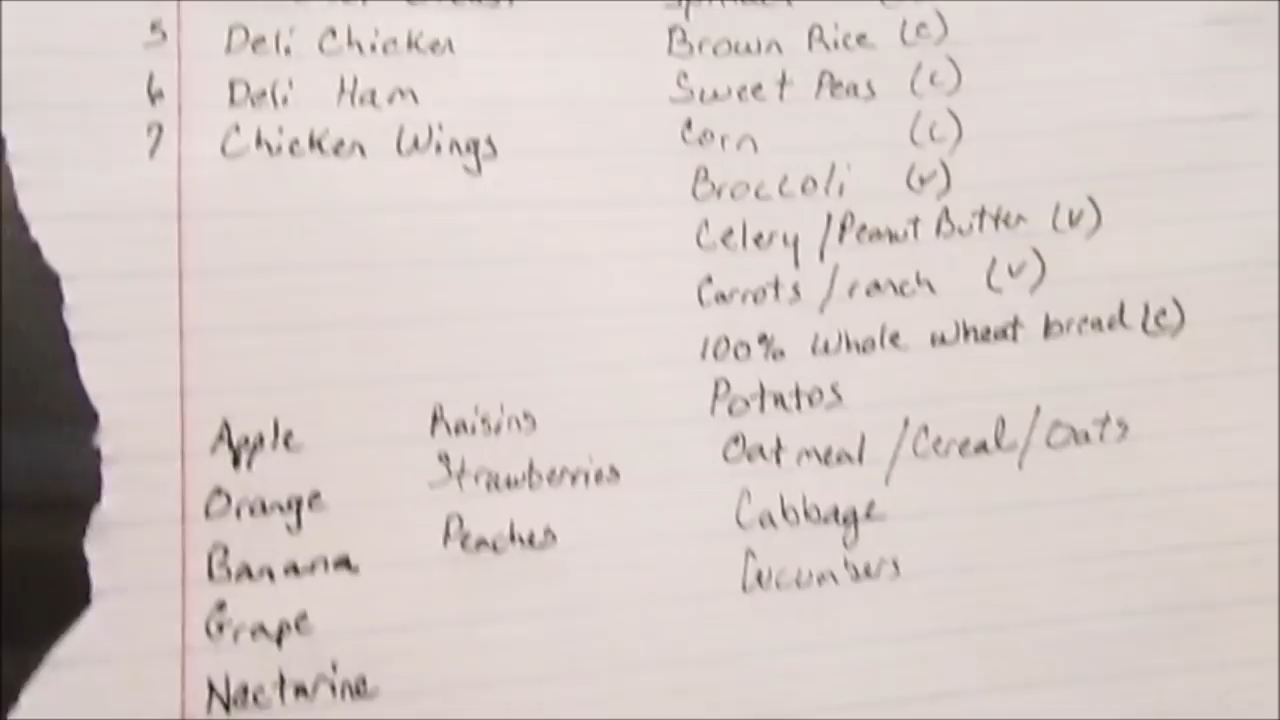 5 Deli Chicken Brown Rice (c)
6 Deli Ham Sweet Peas (c)
7 Chicken Wings Corn (c)
Broccoli (v)
Celery /Peanut Butter (v)
Carrots /ranch (v)
100% Whole wheat bread (c)
Potatos
Oatmeal /Cereal/Oats
Cabbage
Cucumbers
Apple Raisins
Orange Strawberries
Banana Peaches
Grape
Nectarine